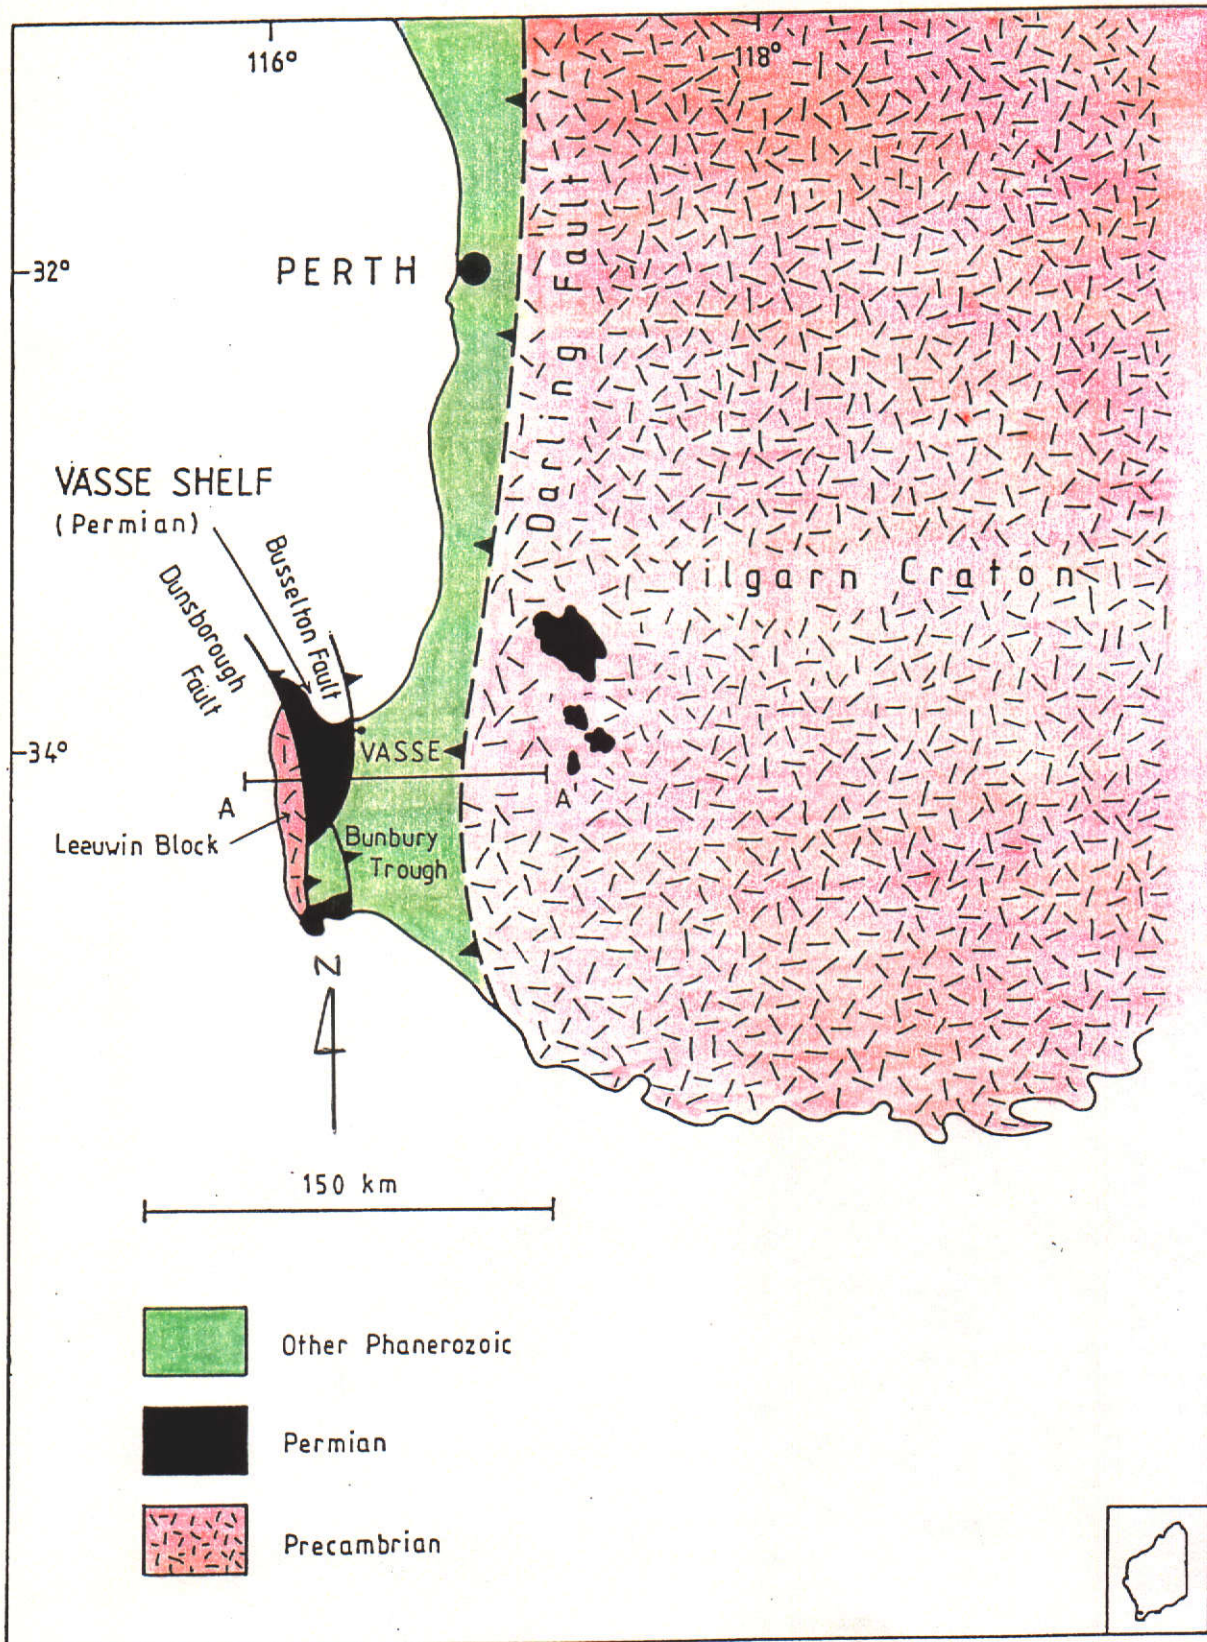 116°
118°
32°
PERTH
Darling Fault
VASSE SHELF
(Permian)
Busselton Fault
Dunsborough
Fault
Yilgarn Craton
34°
VASSE
A
A'
Leeuwin Block
Bunbury
Trough
N
150 km
Other Phanerozoic
Permian
Precambrian